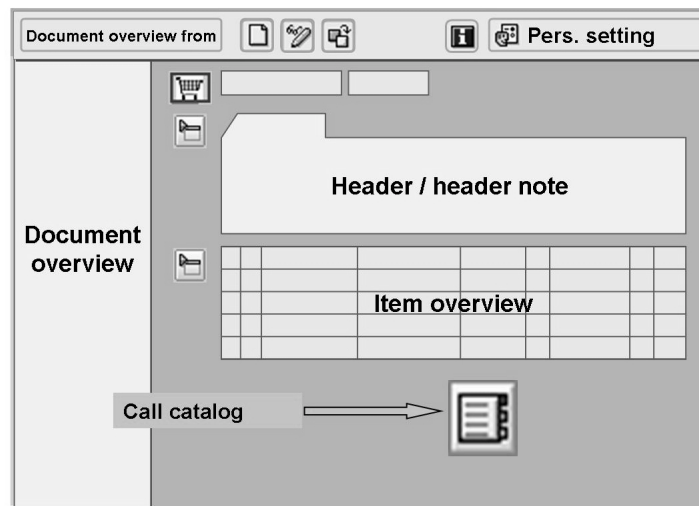 Document overview from
Pers. setting
Header / header note
Document
overview
Item overview
Call catalog